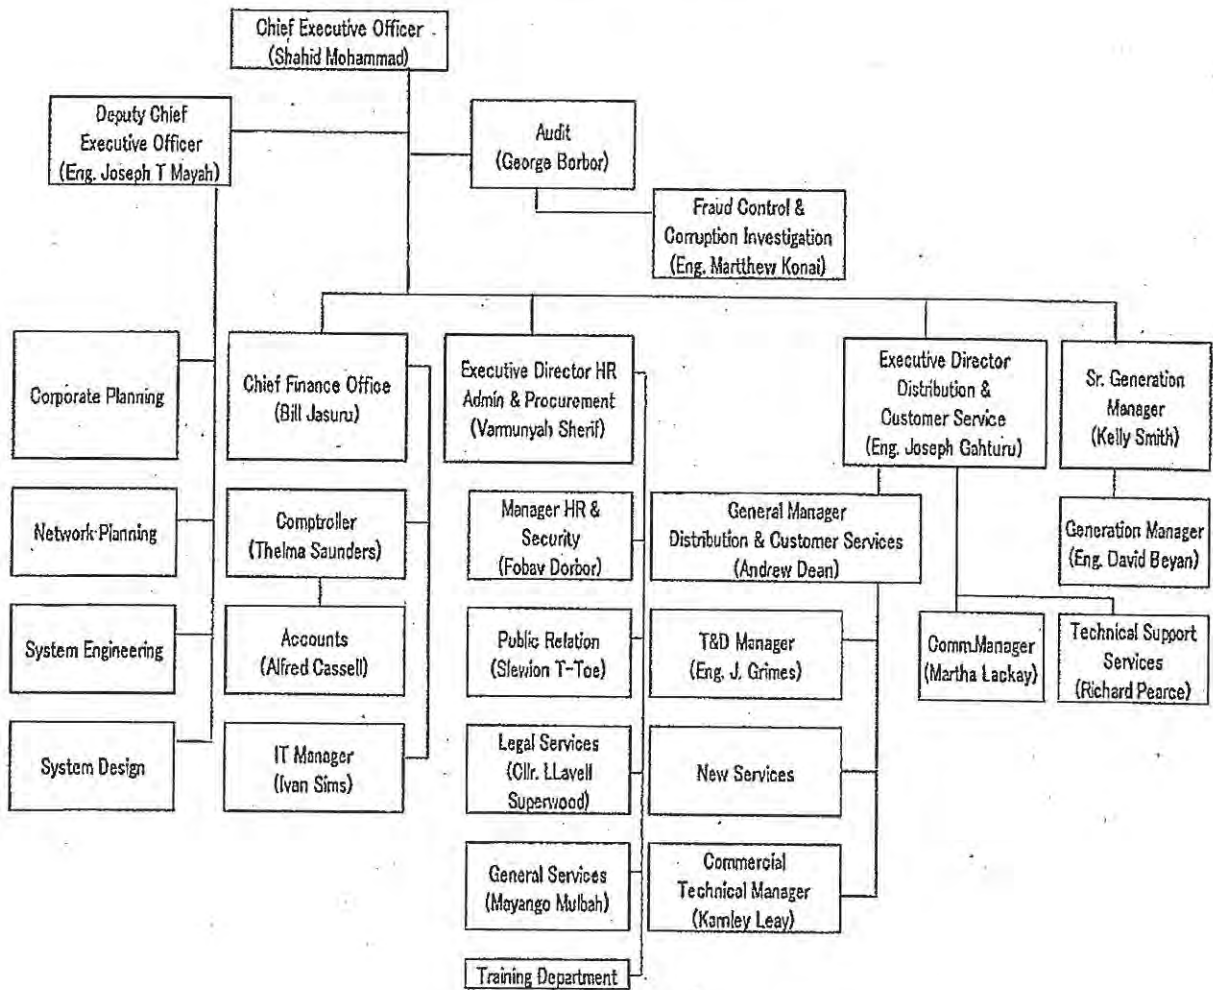 Chief Executive Officer
(Shahid Mohammad)
Deputy Chief
Executive Officer
(Eng. Joseph T Mayah)
Audit
(George Borbor)
Fraud Control &
Corruption Investigation
(Eng. Martthew Konai)
Corporate Planning
Chief Finance Office
(Bill Jasuru)
Executive Director HR
Admin & Procurement
(Varmunyah Sherif)
Executive Director
Distribution &
Customer Service
(Eng. Joseph Gahturu)
Sr. Generation
Manager
(Kelly Smith)
Network Planning
Comptroller
(Thelma Saunders)
Manager HR &
Security
(Fobav Dorbor)
General Manager
Distribution & Customer Services
(Andrew Dean)
Generation Manager
(Eng. David Beyan)
System Engineering
Accounts
(Alfred Cassell)
Public Relation
(Slewion T-Toe)
T&D Manager
(Eng. J. Grimes)
Comm.Manager
(Martha Lackay)
Technical Support
Services
(Richard Pearce)
System Design
IT Manager
(Ivan Sims)
Legal Services
(Cllr. LLavell
Superwood)
New Services
General Services
(Mayango Mulbah)
Commercial
Technical Manager
(Kamley Leay)
Training Department